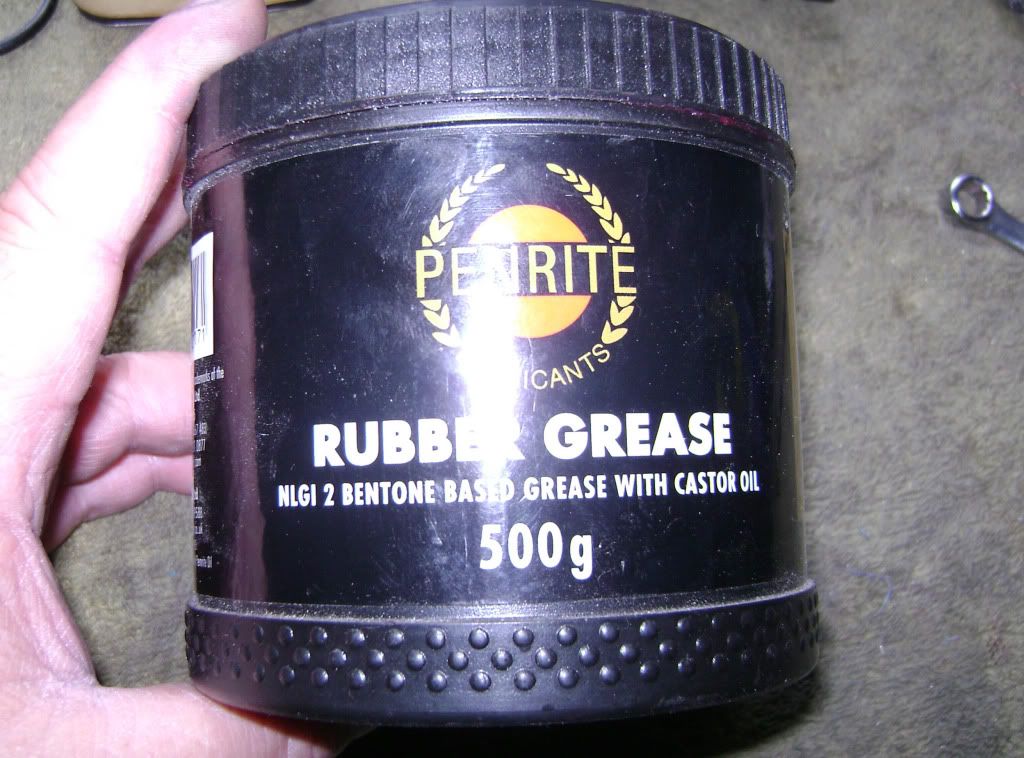 PENRITE
RUBBER GREASE
NLGI 2 BENTONE BASED GREASE WITH CASTOR OIL
500g